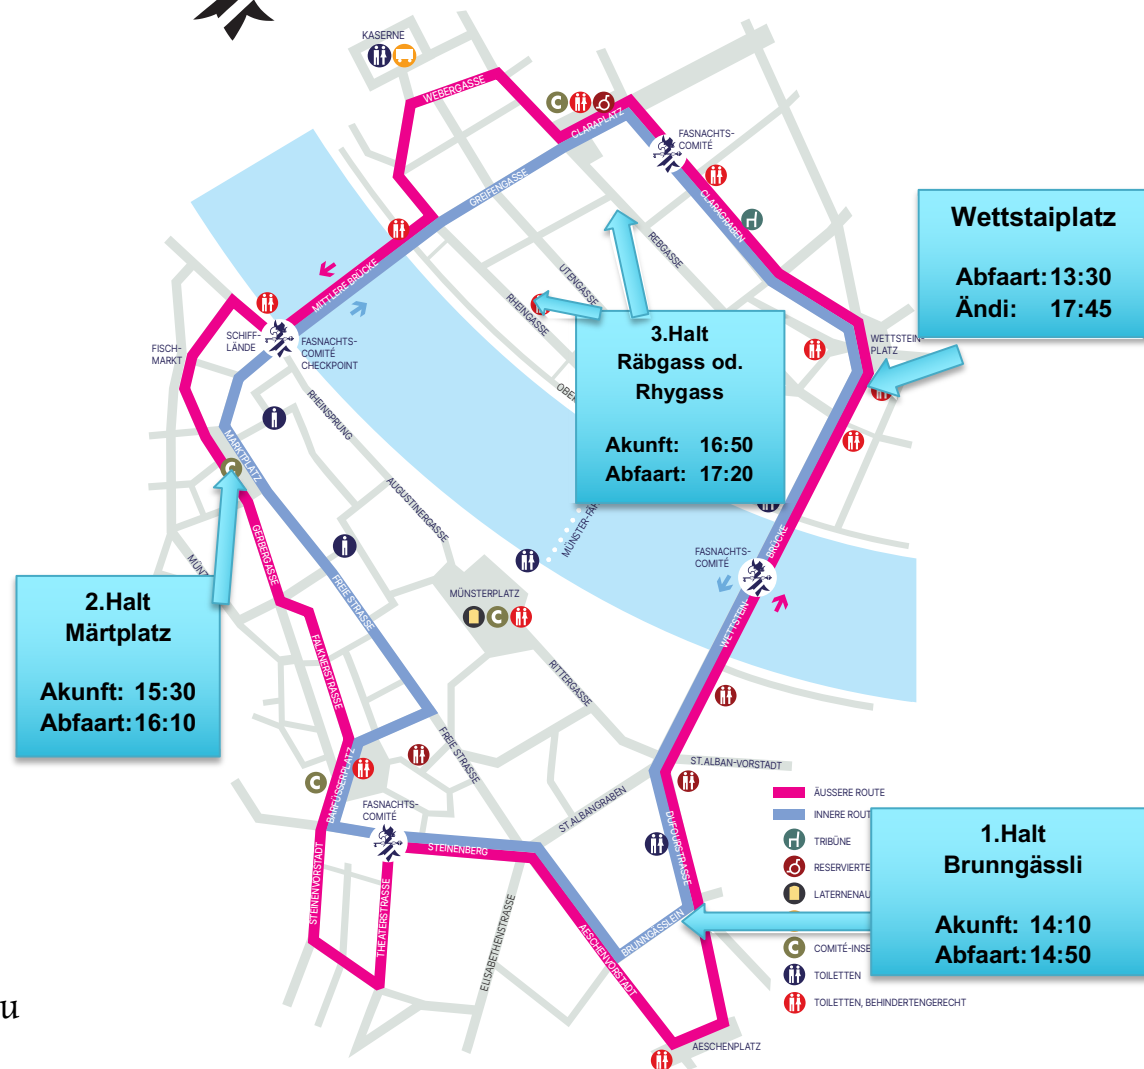 KASERNE
WEBERGASSE
CLARAPLATZ
FASNACHTS-
COMITÉ
GREIFENGASSE
CLARAGRABEN
Wettstaiplatz
Abfaart: 13:30
Ändi: 17:45
REBGASSE
UTENGASSE
RHEINGASSE
MITTLERE BRÜCKE
SCHIFF-
LÄNDE
FASNACHTS-
COMITÉ
CHECKPOINT
FISCH-
MARKT
WETTSTEIN-
PLATZ
3.Halt
Räbgass od.
Rhygass
Akunft: 16:50
Abfaart: 17:20
RHEINSPRUNG
MARKTPLATZ
AUGUSTINERGASSE
GERBERGASSE
FREIE STRASSE
FASNACHTS-
COMITÉ
WETTSTEIN-
BRÜCKE
MÜNSTERPLATZ
2.Halt
Märtplatz
Akunft: 15:30
Abfaart: 16:10
FALKNERSTRASSE
RITTERGASSE
FREIE STRASSE
BARFÜSSERPLATZ
ST.ALBAN-VORSTADT
ST.ALBANGRABEN
DUFOURSTRASSE
FASNACHTS-
COMITÉ
STEINENBERG
STEINENVORSTADT
THEATERSTRASSE
ELISABETHENSTRASSE
AESCHENVORSTADT
BRUNNGÄSSLEIN
AESCHENPLATZ
ÄUSSERE ROUTE
INNERE
TRIBÜNE
C
TOILETTEN
TOILETTEN, BEHINDERTENGERECHT
1.Halt
Brunngässli
Akunft: 14:10
Abfaart: 14:50
u